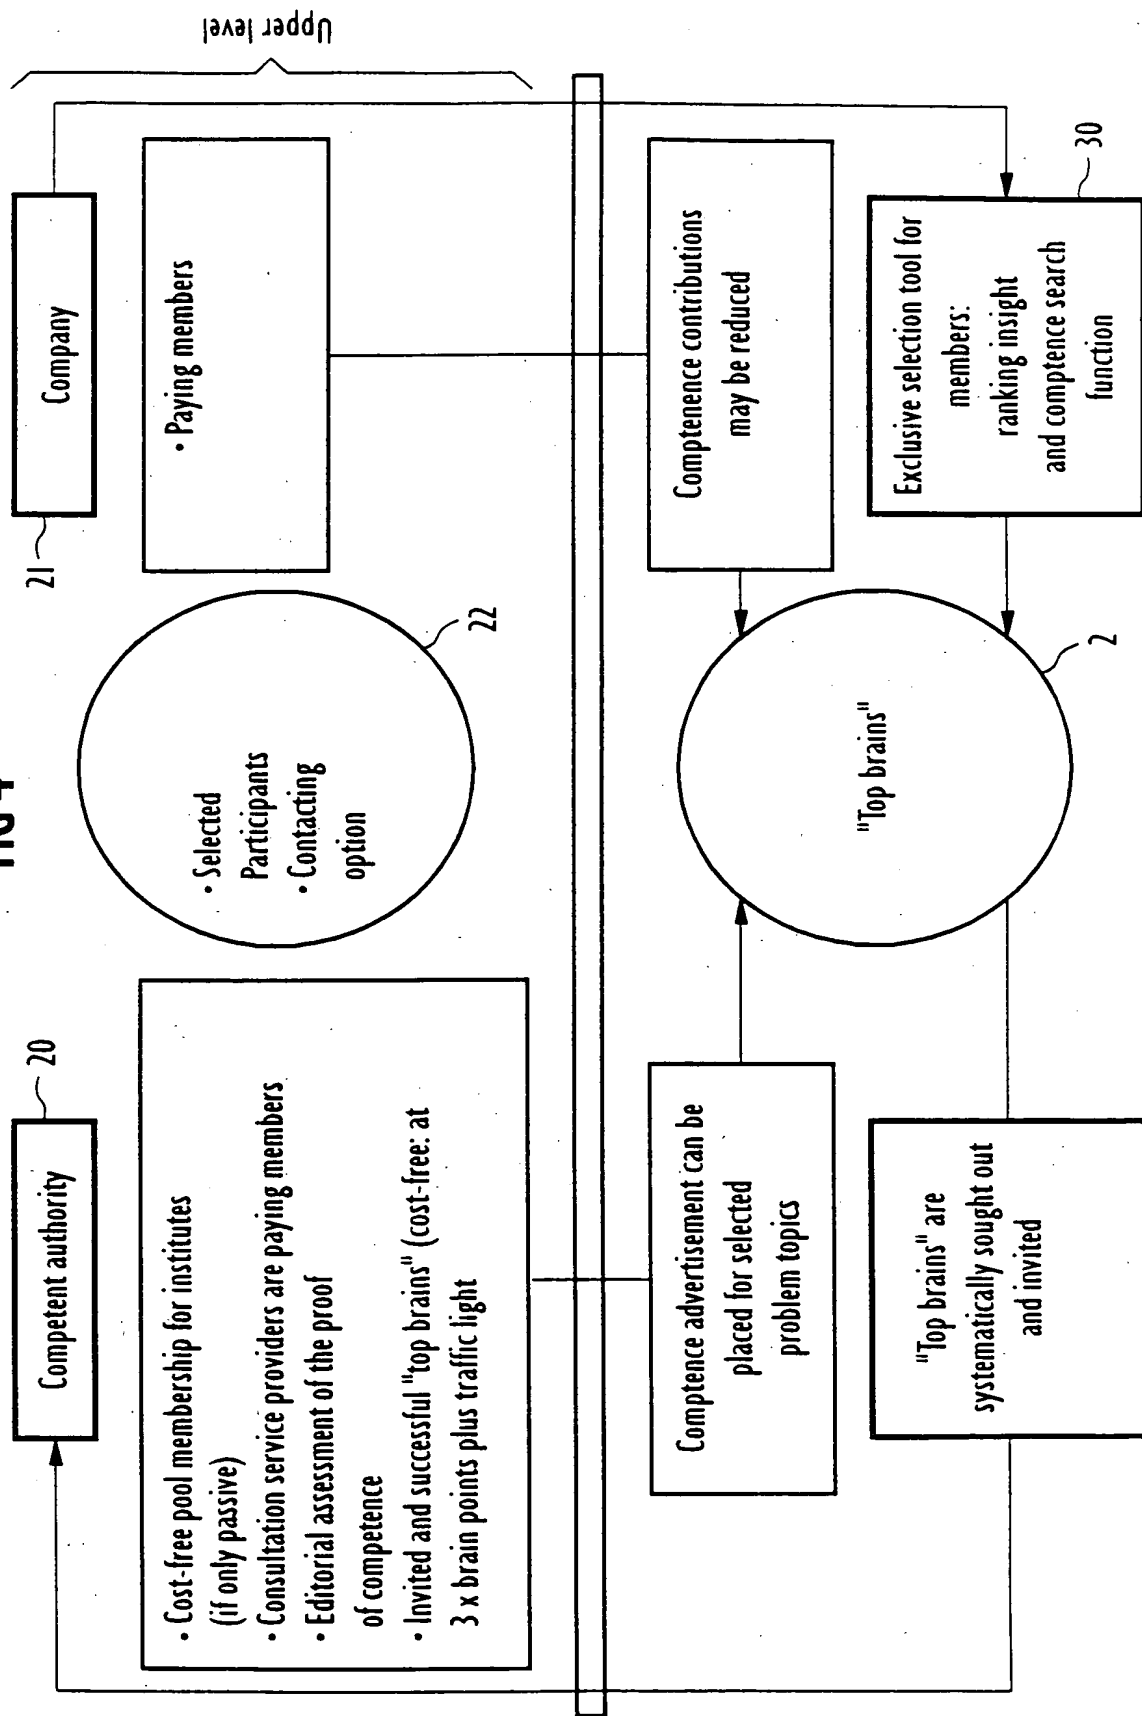 FIG 4
Competent authority
20
Company
21
Upper level
• Cost-free pool membership for institutes
(if only passive)
• Consultation service providers are paying members
• Editorial assessment of the proof
of competence
• Invited and successful "top brains" (cost-free: at
3 x brain points plus traffic light
• Selected
Participants
• Contacting
option
22
• Paying members
Comptence advertisement can be
placed for selected
problem topics
"Top brains"
2
Comptenence contributions
may be reduced
"Top brains" are
systematically sought out
and invited
Exclusive selection tool for
members:
ranking insight
and comptence search
function
30